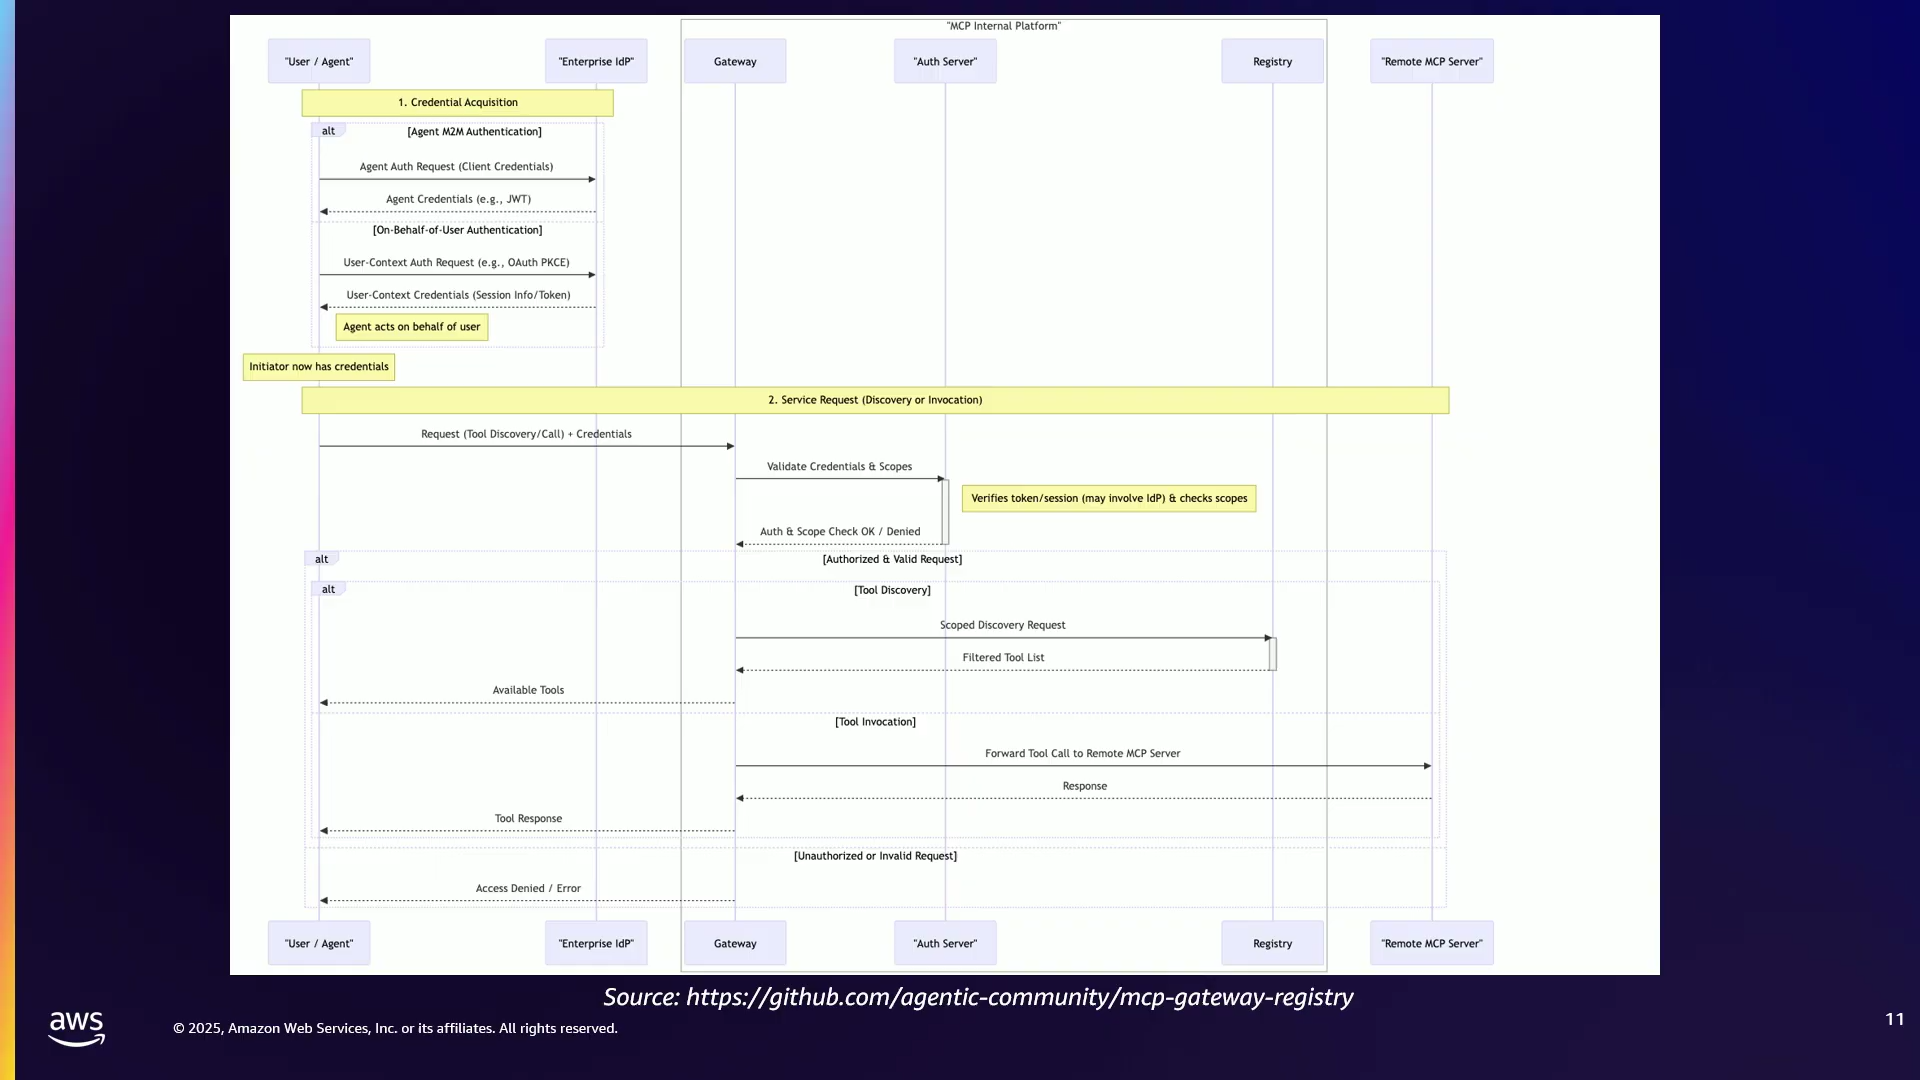 "MCP Internal Platform"
"User / Agent"
"Enterprise IdP"
Gateway
"Auth Server"
Registry
"Remote MCP Server"
1. Credential Acquisition
alt
[Agent M2M Authentication]
Agent Auth Request (Client Credentials)
Agent Credentials (e.g., JWT)
[On-Behalf-of-User Authentication]
User-Context Auth Request (e.g., OAuth PKCE)
User-Context Credentials (Session Info/Token)
Agent acts on behalf of user
Initiator now has credentials
2. Service Request (Discovery or Invocation)
Request (Tool Discovery/Call) + Credentials
Validate Credentials & Scopes
Verifies token/session (may involve IdP) & checks scopes
Auth & Scope Check OK / Denied
alt
[Authorized & Valid Request]
alt
[Tool Discovery]
Scoped Discovery Request
Filtered Tool List
Available Tools
[Tool Invocation]
Forward Tool Call to Remote MCP Server
Response
Tool Response
[Unauthorized or Invalid Request]
Access Denied / Error
"User / Agent"
"Enterprise IdP"
Gateway
"Auth Server"
Registry
"Remote MCP Server"
Source: https://github.com/agentic-community/mcp-gateway-registry
aws
© 2025, Amazon Web Services, Inc. or its affiliates. All rights reserved.
11